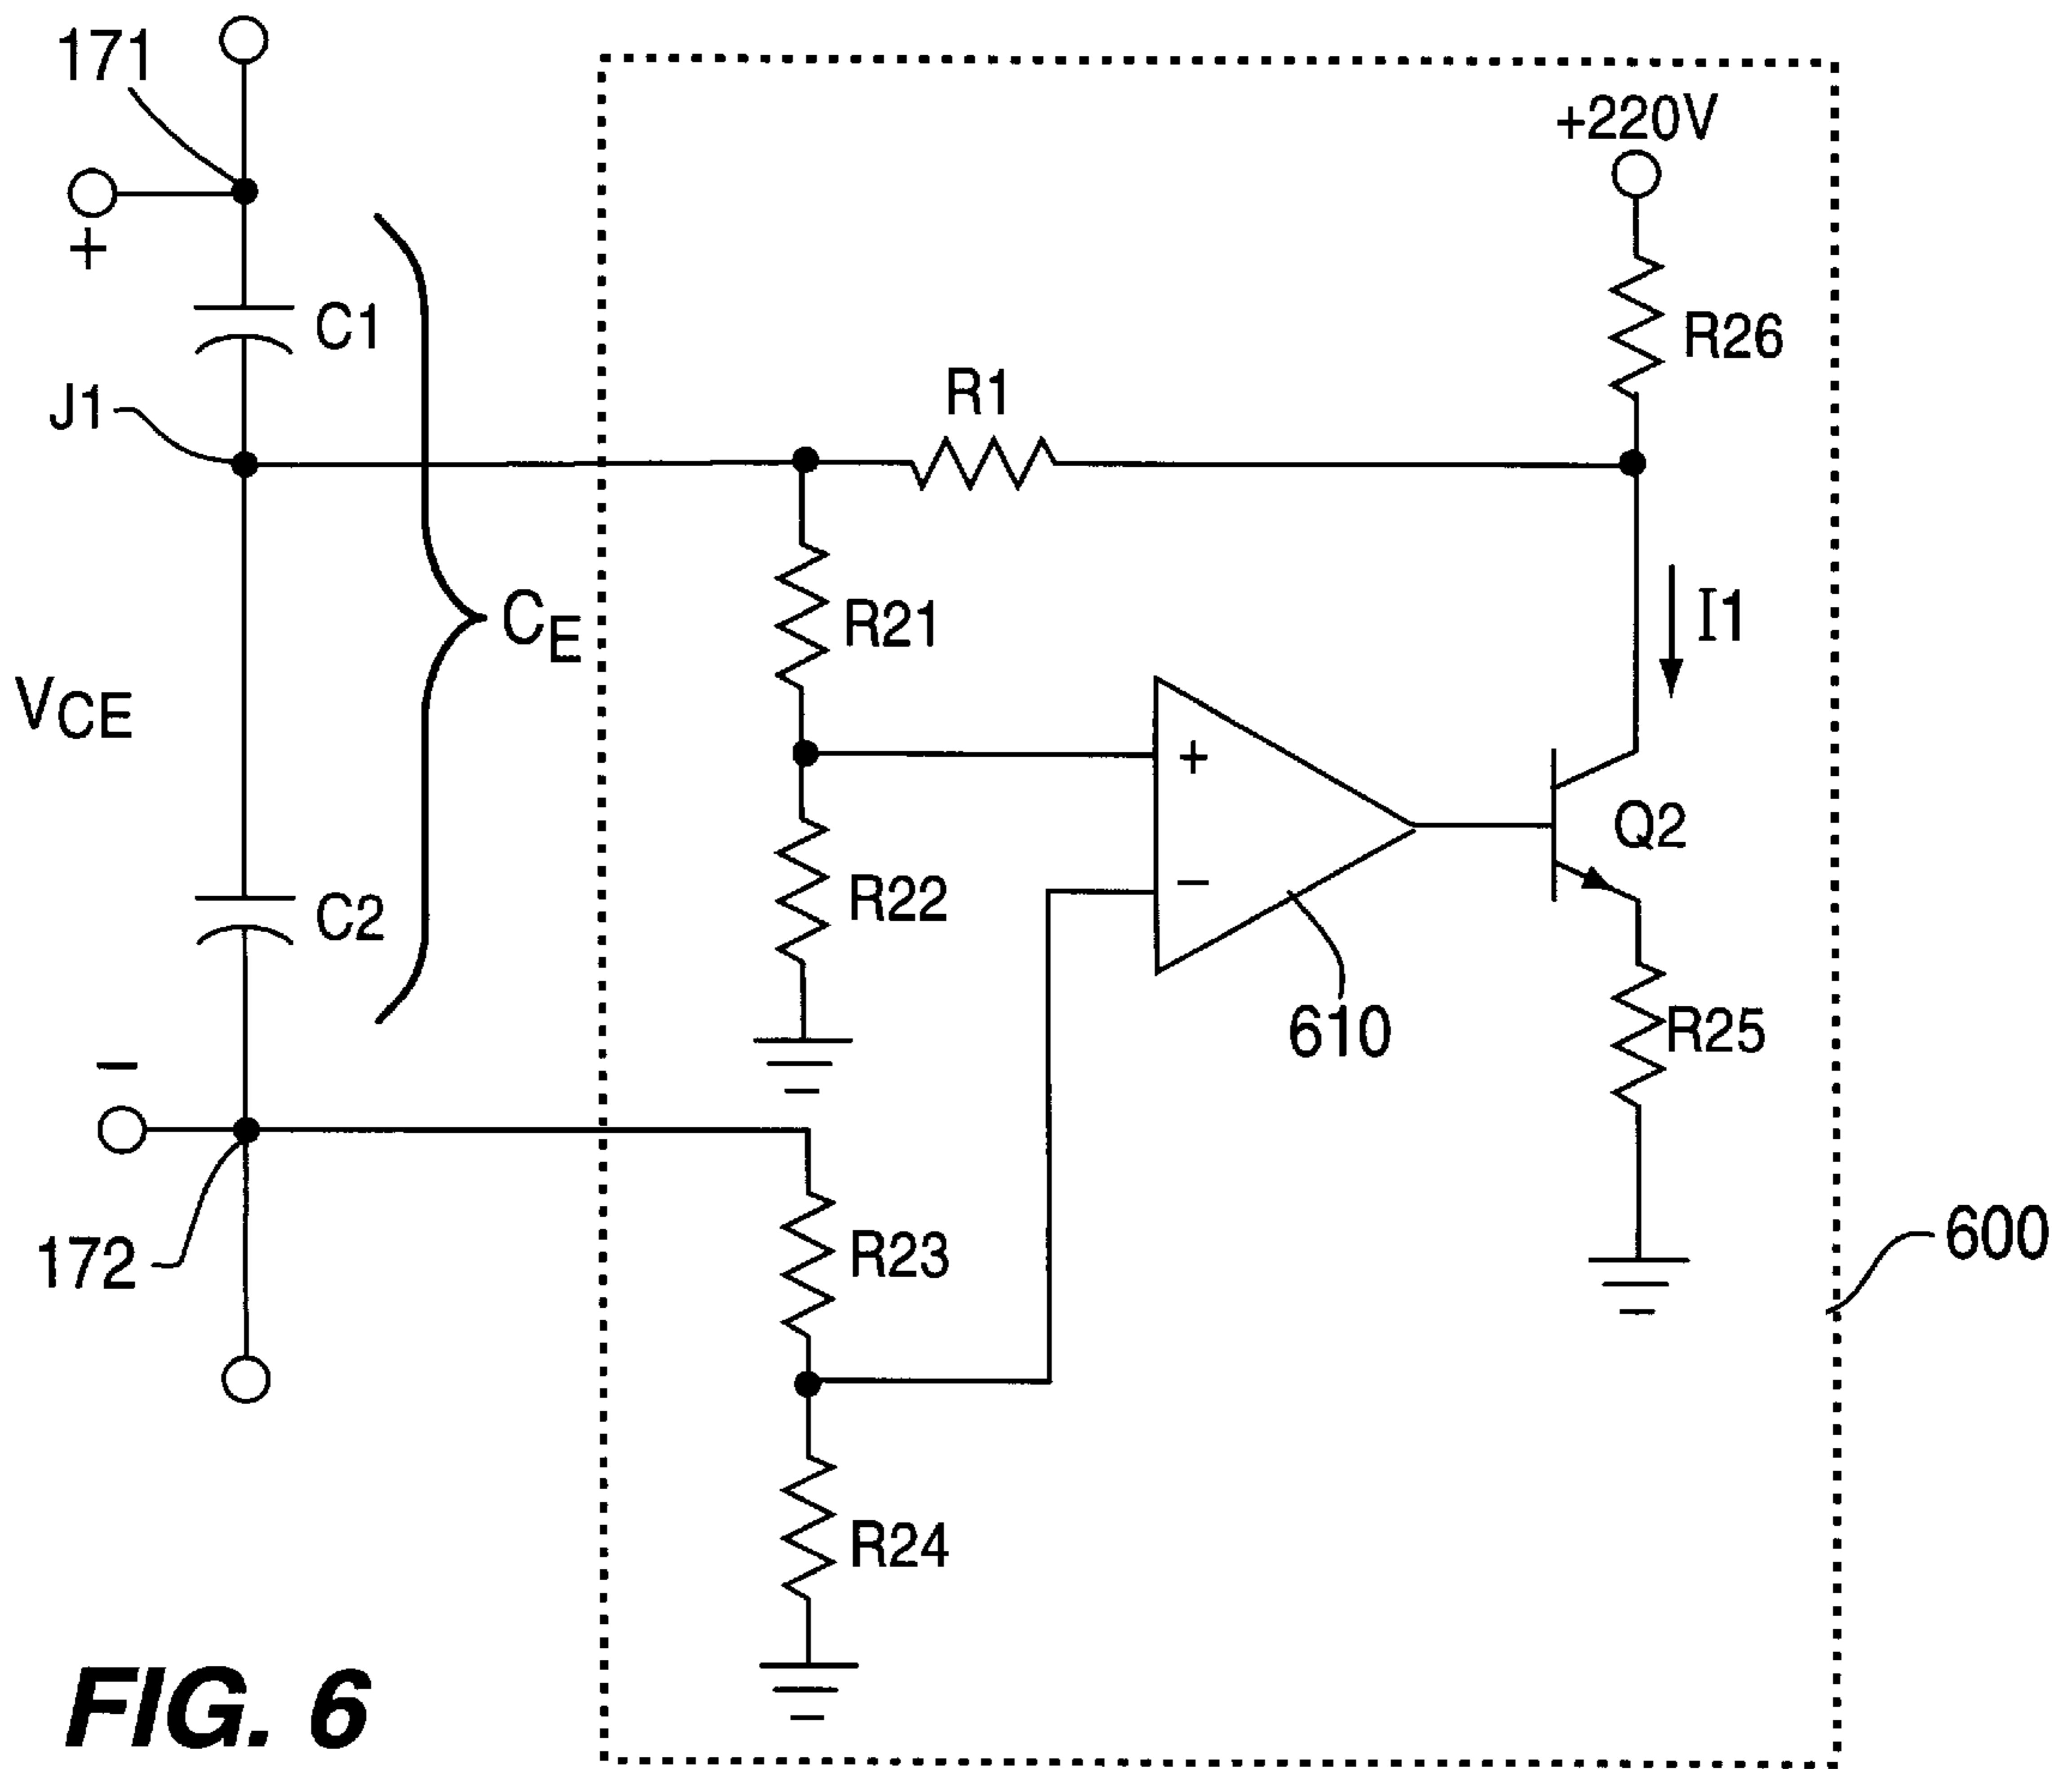 171
+220V
+
R26
C1
R1
J1
R21
CE
I1
VCE
+
Q2
R22
−
C2
610
R25
−
600
R23
172
R24
FIG. 6